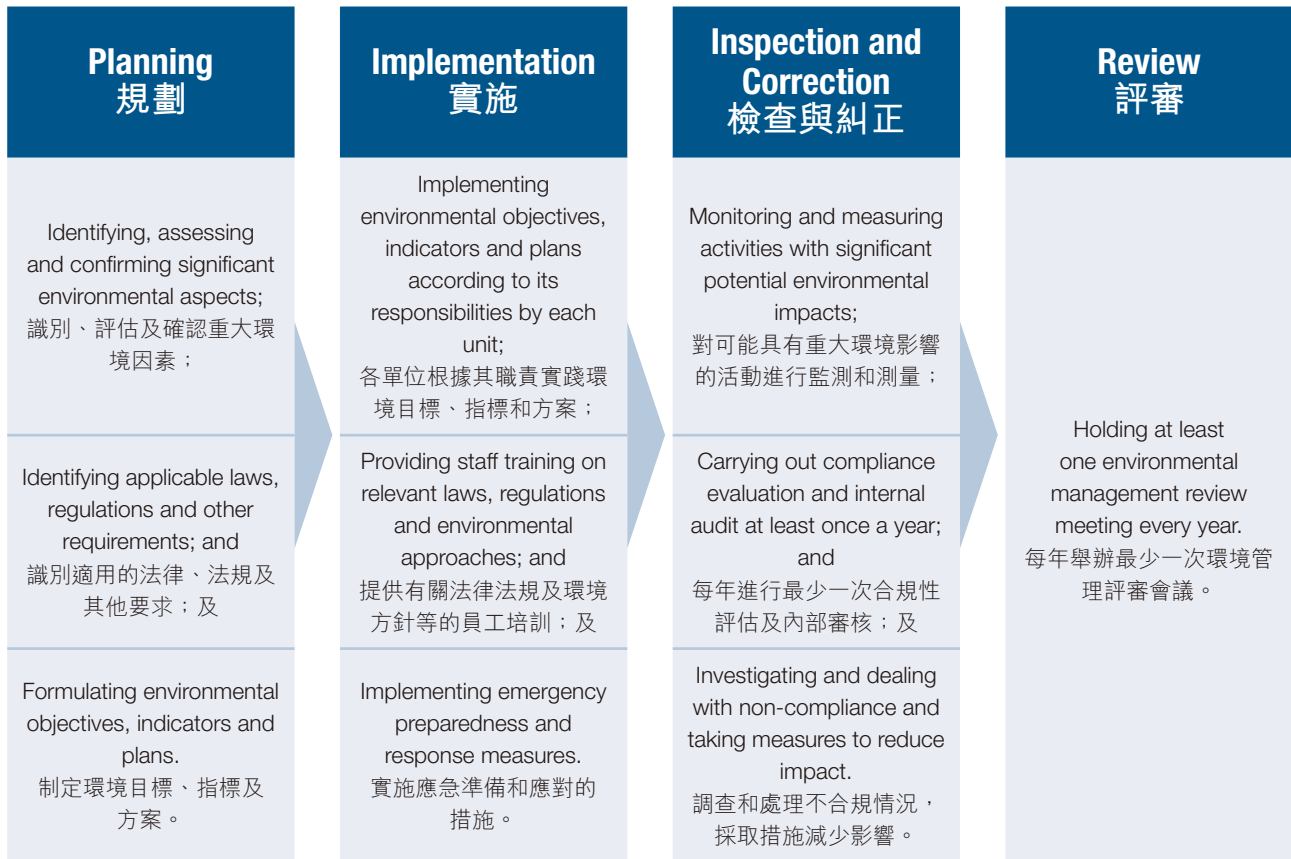 Planning
規劃
Identifying, assessing
and confirming significant
environmental aspects;
識別、評估及確認重大環
境因素；
Identifying applicable laws,
regulations and other
requirements; and
識別適用的法律、法規及
其他要求；及
Formulating environmental
objectives, indicators and
plans.
制定環境目標、指標及
方案。
Implementation
實施
Implementing
environmental objectives,
indicators and plans
according to its
responsibilities by each
unit;
各單位根據其職責實踐環
境目標、指標和方案；
Providing staff training on
relevant laws, regulations
and environmental
approaches; and
提供有關法律法規及環境
方針等的員工培訓；及
Implementing emergency
preparedness and
response measures.
實施應急準備和應對的
措施。
Inspection and
Correction
檢查與糾正
Monitoring and measuring
activities with significant
potential environmental
impacts;
對可能具有重大環境影響
的活動進行監測和測量；
Carrying out compliance
evaluation and internal
audit at least once a year;
and
每年進行最少一次合規性
評估及內部審核；及
Investigating and dealing
with non-compliance and
taking measures to reduce
impact.
調查和處理不合規情況，
採取措施減少影響。
Review
評審
Holding at least
one environmental
management review
meeting every year.
每年舉辦最少一次環境管
理評審會議。